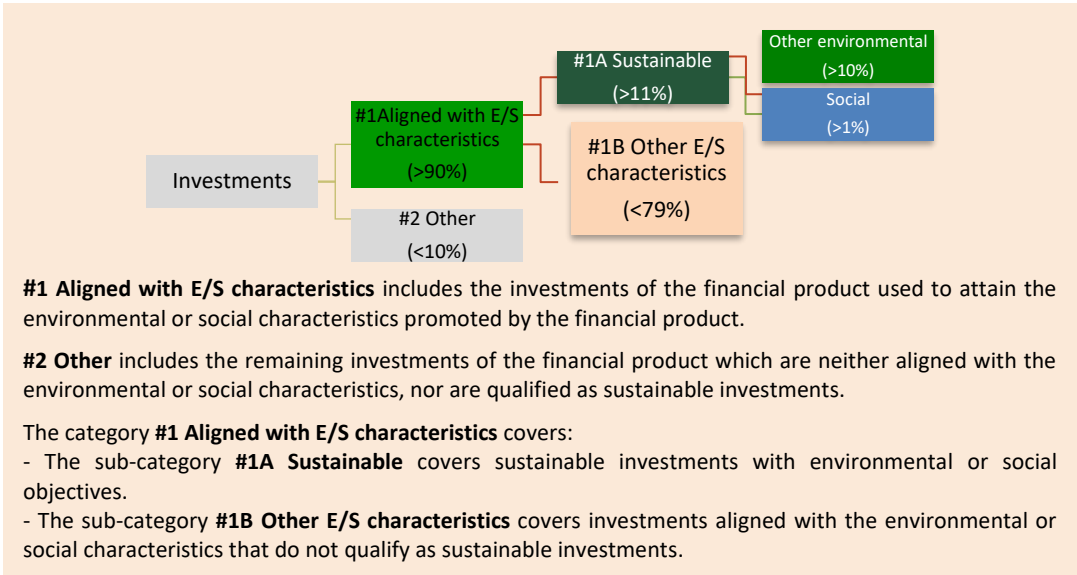 Other environmental
(>10%)
#1A Sustainable
(>11%)
Social
(>1%)
#1Aligned with E/S
characteristics
(>90%)
#1B Other E/S
characteristics
(<79%)
Investments
#2 Other
(<10%)
#1 Aligned with E/S characteristics includes the investments of the financial product used to attain the
environmental or social characteristics promoted by the financial product.
#2 Other includes the remaining investments of the financial product which are neither aligned with the
environmental or social characteristics, nor are qualified as sustainable investments.
The category #1 Aligned with E/S characteristics covers:
- The sub-category #1A Sustainable covers sustainable investments with environmental or social
objectives.
- The sub-category #1B Other E/S characteristics covers investments aligned with the environmental or
social characteristics that do not qualify as sustainable investments.